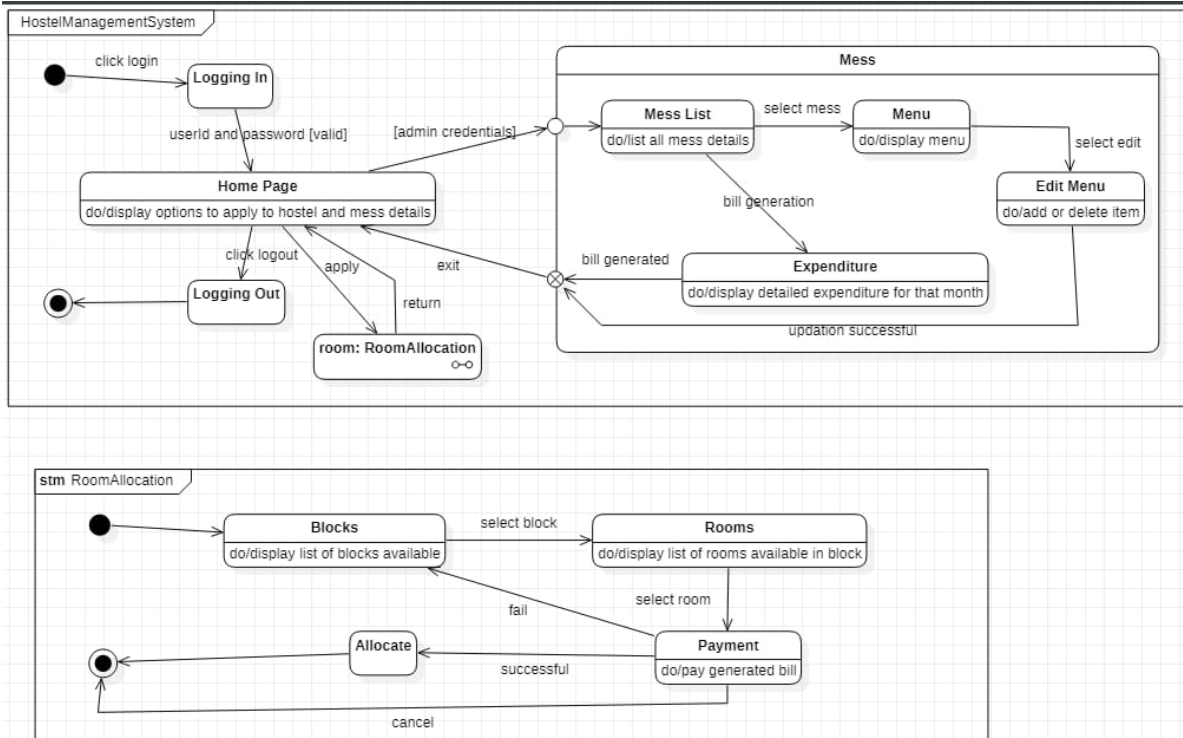 HostelManagementSystem
click login
Logging In
userId and password [valid]
[admin credentials]
Home Page
do/display options to apply to hostel and mess details
click logout
apply
return
exit
Logging Out
room: RoomAllocation
Mess
Mess List
do/list all mess details
select mess
Menu
do/display menu
select edit
Edit Menu
do/add or delete item
bill generation
bill generated
Expenditure
do/display detailed expenditure for that month
updation successful
stm RoomAllocation
Blocks
do/display list of blocks available
select block
Rooms
do/display list of rooms available in block
select room
fail
Payment
do/pay generated bill
Allocate
successful
cancel